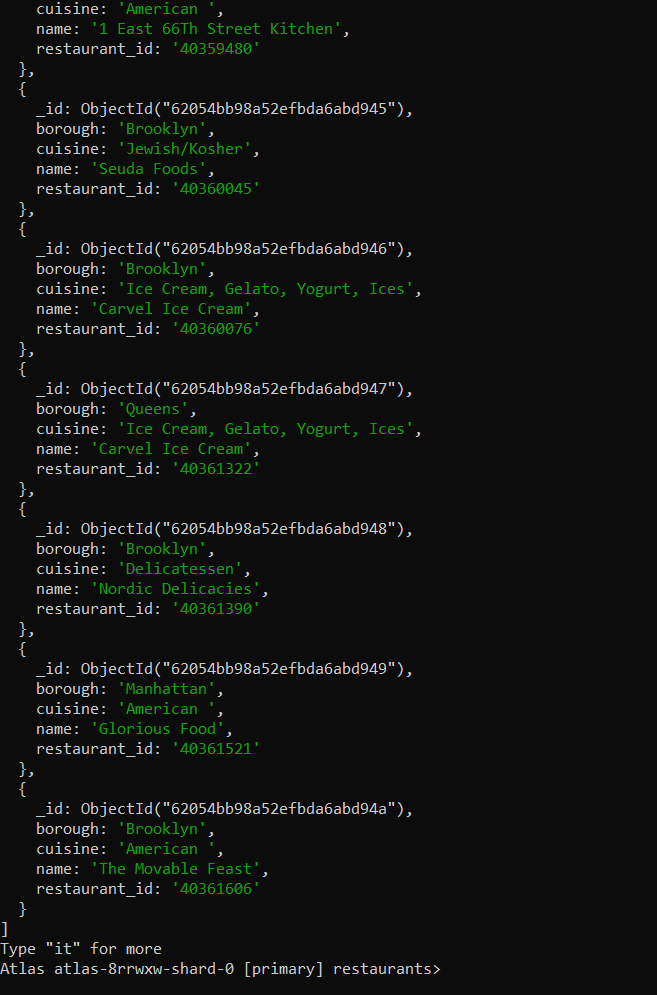 cuisine: 'American ',
name: '1 East 66Th Street Kitchen',
restaurant_id: '40359480'
},
{
_id: ObjectId("62054bb98a52efbda6abd945"),
borough: 'Brooklyn',
cuisine: 'Jewish/Kosher',
name: 'Seuda Foods',
restaurant_id: '40360045'
},
{
_id: ObjectId("62054bb98a52efbda6abd946"),
borough: 'Brooklyn',
cuisine: 'Ice Cream, Gelato, Yogurt, Ices',
name: 'Carvel Ice Cream',
restaurant_id: '40360076'
},
{
_id: ObjectId("62054bb98a52efbda6abd947"),
borough: 'Queens',
cuisine: 'Ice Cream, Gelato, Yogurt, Ices',
name: 'Carvel Ice Cream',
restaurant_id: '40361322'
},
{
_id: ObjectId("62054bb98a52efbda6abd948"),
borough: 'Brooklyn',
cuisine: 'Delicatessen',
name: 'Nordic Delicacies',
restaurant_id: '40361390'
},
{
_id: ObjectId("62054bb98a52efbda6abd949"),
borough: 'Manhattan',
cuisine: 'American ',
name: 'Glorious Food',
restaurant_id: '40361521'
},
{
_id: ObjectId("62054bb98a52efbda6abd94a"),
borough: 'Brooklyn',
cuisine: 'American ',
name: 'The Movable Feast',
restaurant_id: '40361606'
}
]
Type "it" for more
Atlas atlas-8rrwxw-shard-0 [primary] restaurants>